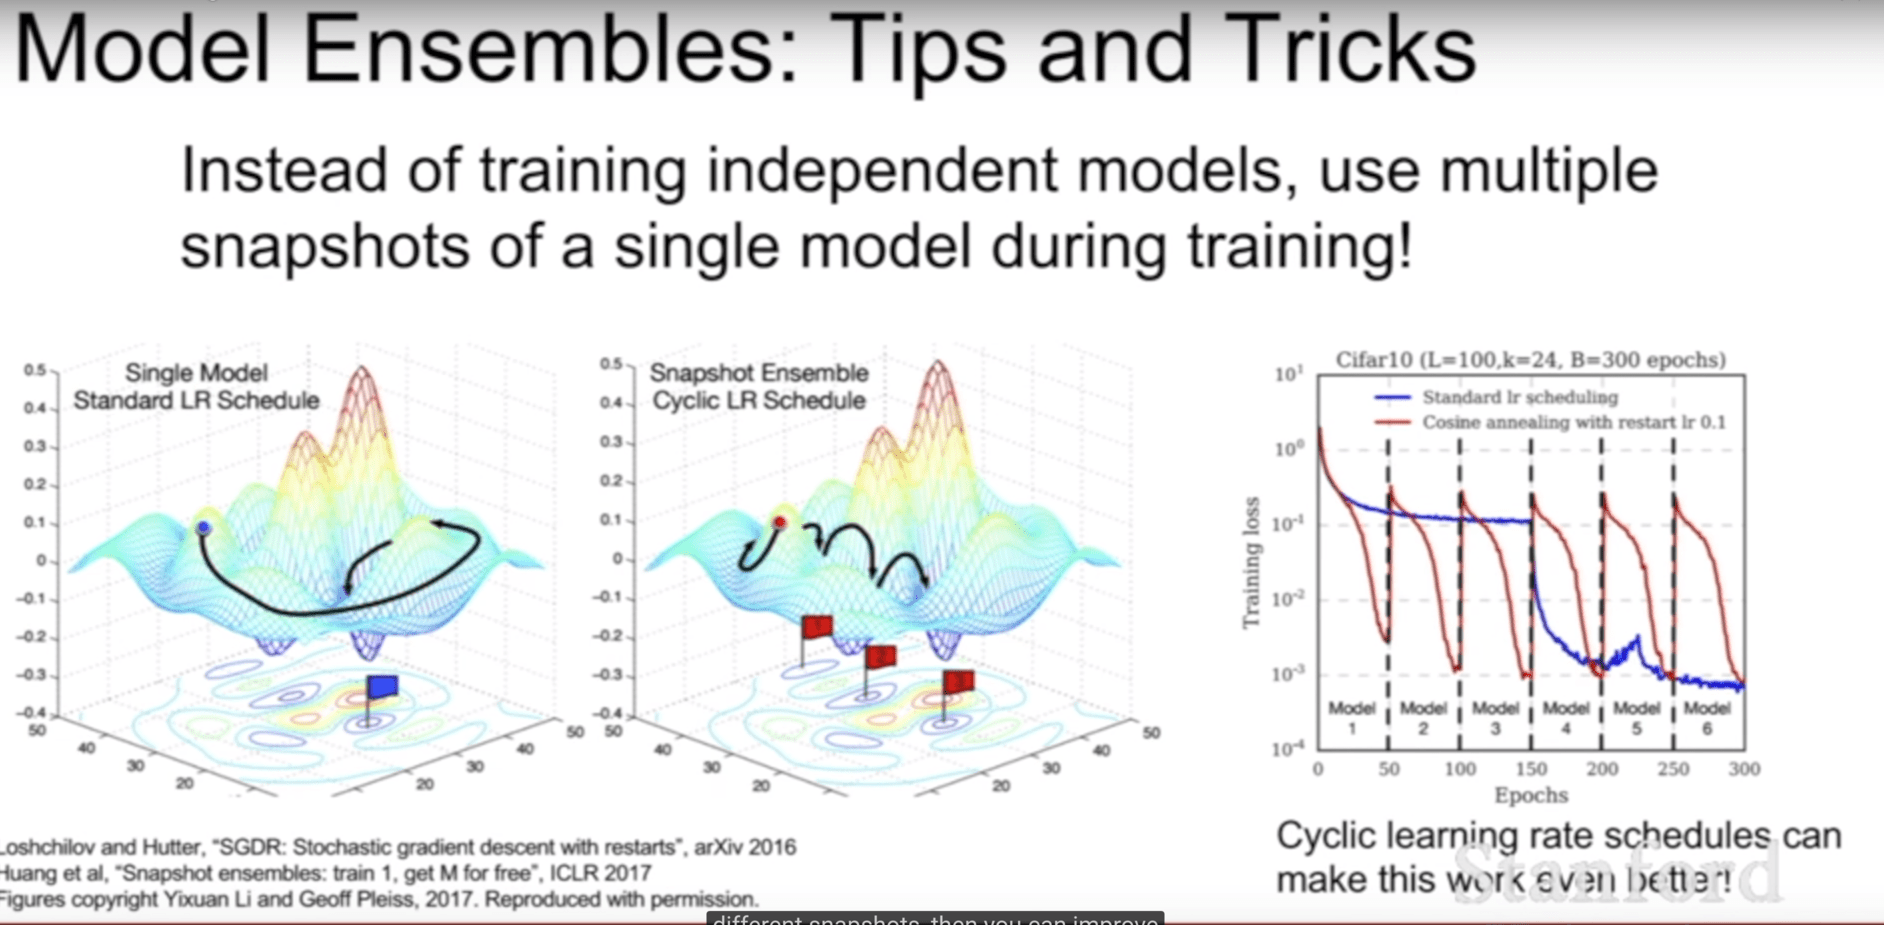 Model Ensembles: Tips and Tricks
Instead of training independent models, use multiple
snapshots of a single model during training!
Single Model
Standard LR Schedule
0.5
0.4
0.3
0.2
0.1
0
-0.1
-0.2
-0.3
-0.4
50
40
30
20
20
30
40
50
Snapshot Ensemble
Cyclic LR Schedule
0.5
0.4
0.3
0.2
0.1
0
-0.1
-0.2
-0.3
-0.4
50
40
30
20
20
30
40
50
Cifar10 (L=100,k=24, B=300 epochs)
Standard lr scheduling
Cosine annealing with restart lr 0.1
Training loss
10¹
10⁰
10⁻¹
10⁻²
10⁻³
10⁻⁴
Model 1
Model 2
Model 3
Model 4
Model 5
Model 6
0 50 100 150 200 250 300
Epochs
Cyclic learning rate schedules can
make this work even better!
Stanford
Loshchilov and Hutter, “SGDR: Stochastic gradient descent with restarts”, arXiv 2016
Huang et al, “Snapshot ensembles: train 1, get M for free”, ICLR 2017
Figures copyright Yixuan Li and Geoff Pleiss, 2017. Reproduced with permission.
different snapshots, then you can improve